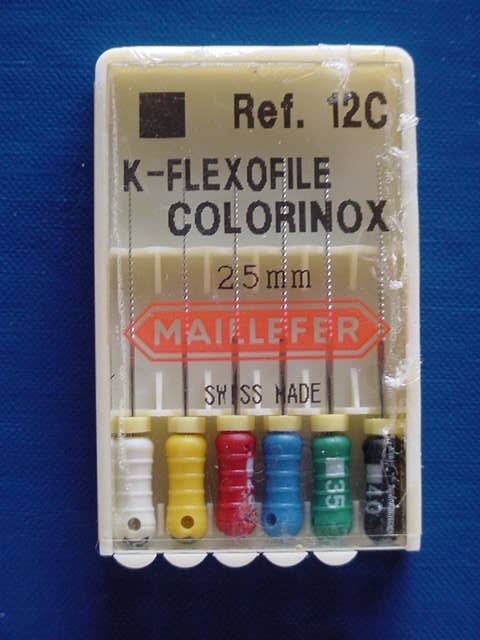 Ref. 12C
K-FLEXOFILE
COLORINOX
25mm
MAILLEFER
SWISS MADE
35
40